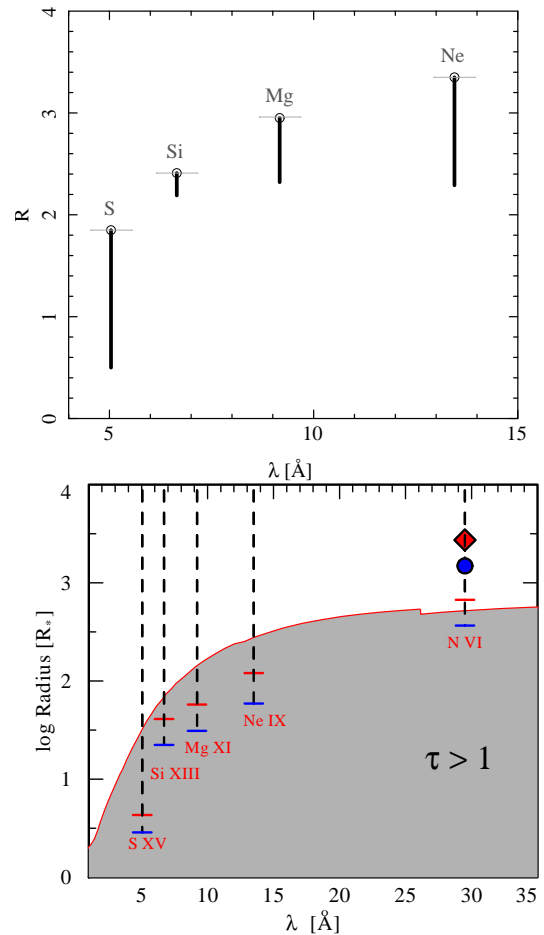 4
Ne
Mg
3
Si
R
S
2
1
0
5
10
15
λ [Å]
4
3
N VI
log Radius [R*]
2
Ne IX
Mg XI
Si XIII
τ > 1
1
S XV
0
5
10
15
20
25
30
35
λ [Å]